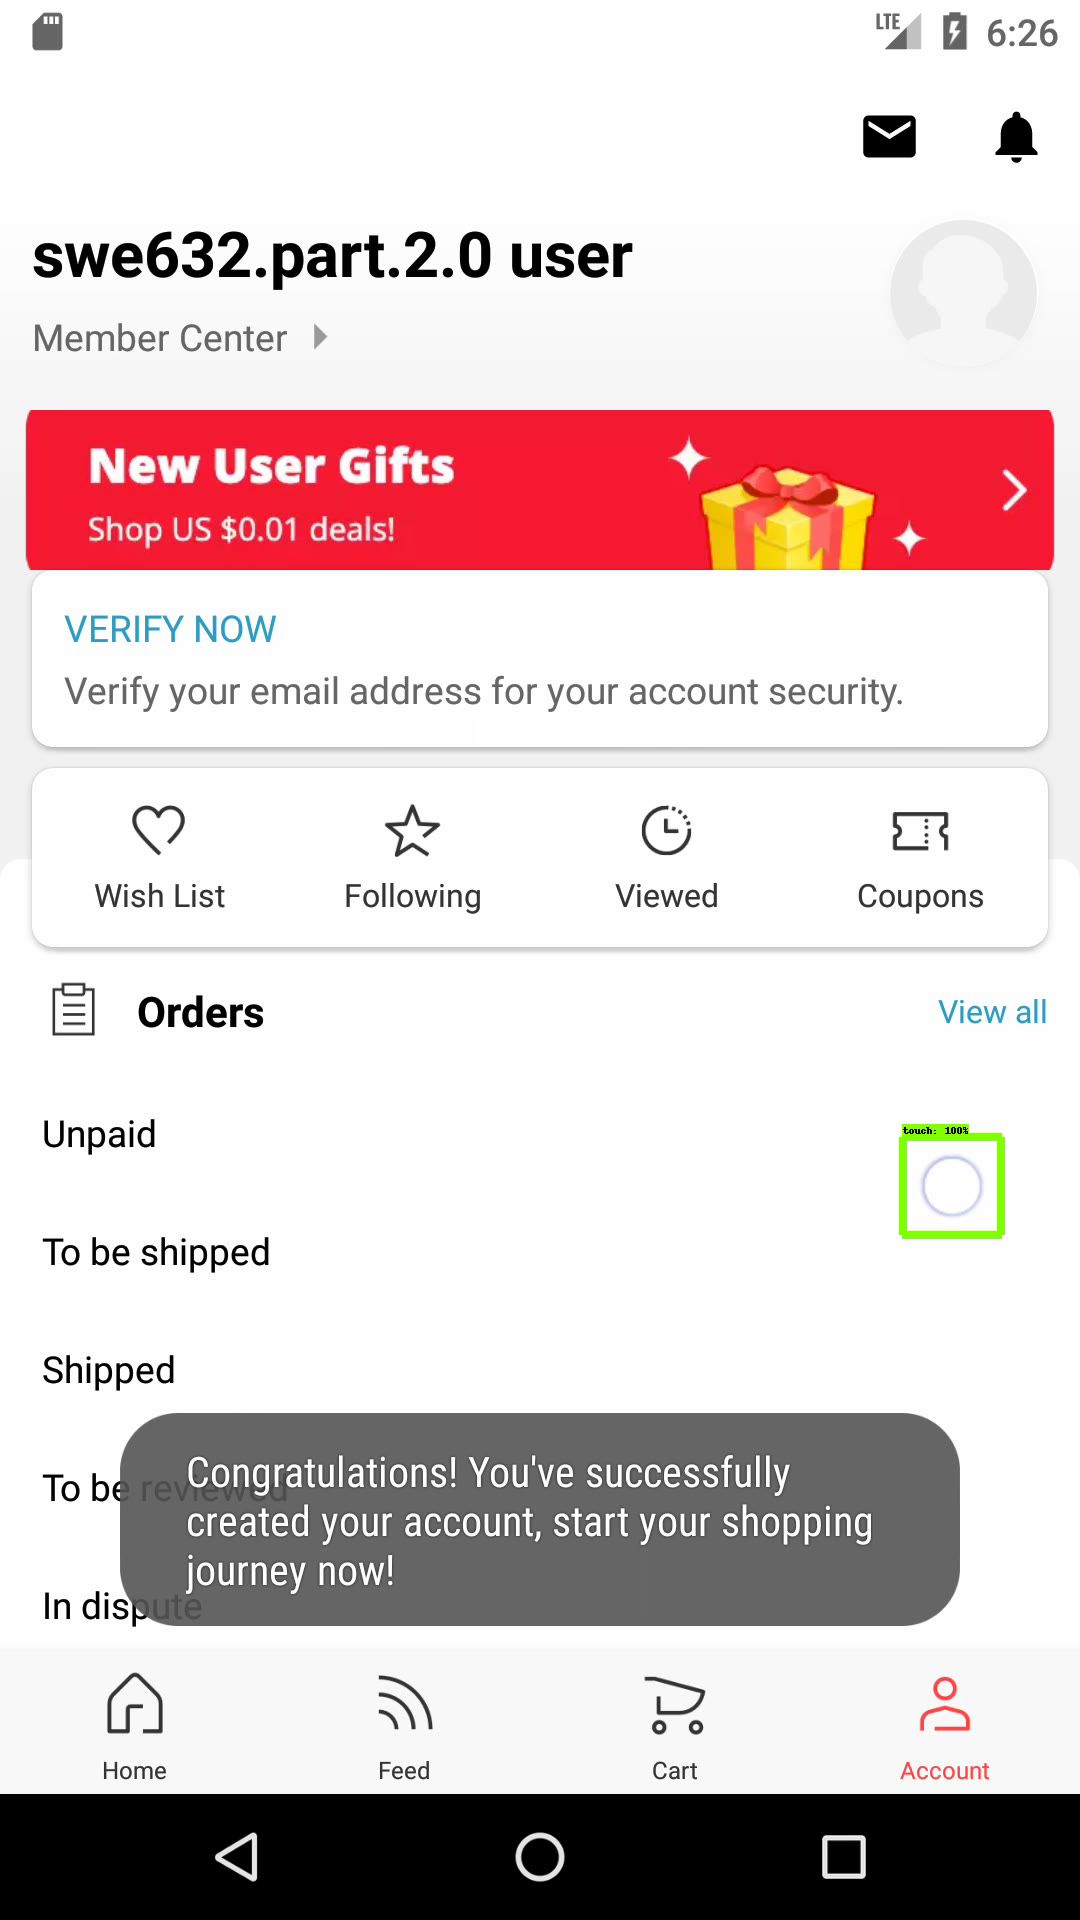 LTE 6:26
swe632.part.2.0 user
Member Center
New User Gifts
Shop US $0.01 deals!
VERIFY NOW
Verify your email address for your account security.
Wish List Following Viewed Coupons
Orders View all
Unpaid
touch: 100%
To be shipped
Shipped
To be reviewed
Congratulations! You've successfully
created your account, start your shopping
journey now!
In dispute
Home Feed Cart Account